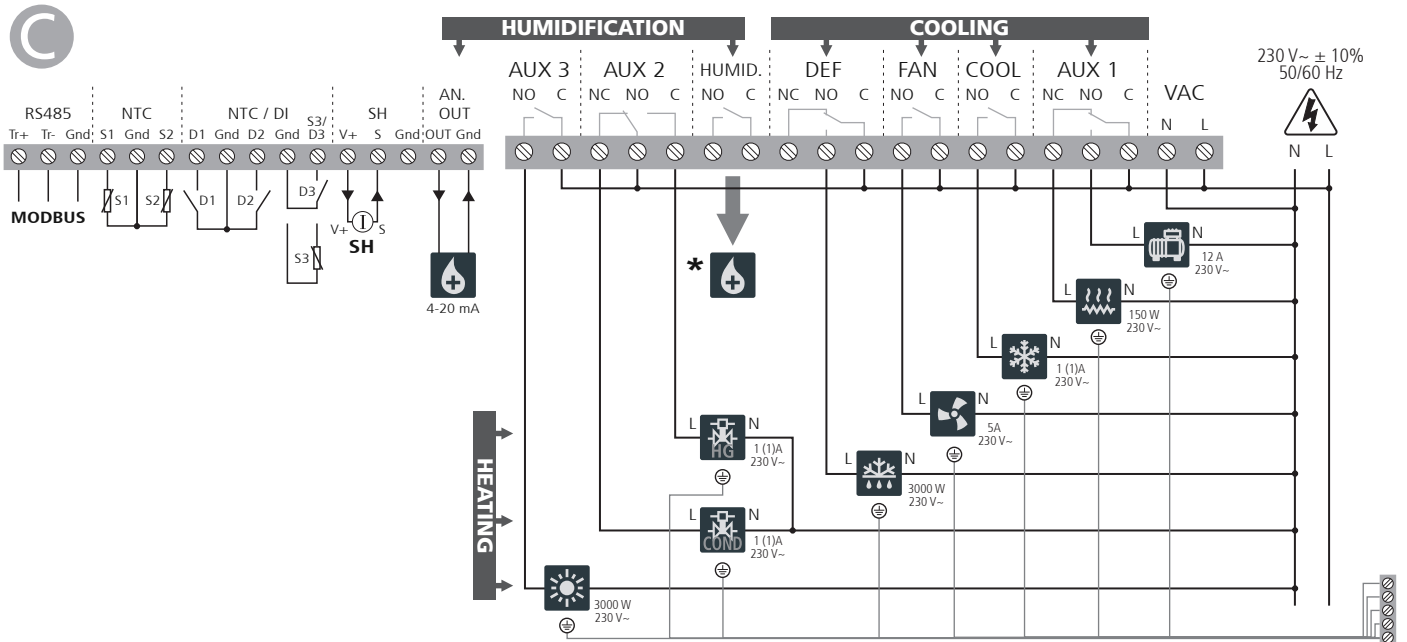 C
HUMIDIFICATION
COOLING
230 V~ ± 10%
50/60 Hz
AUX 3
AUX 2
HUMID.
DEF
FAN
COOL
AUX 1
VAC
NO C
NC NO C
NO C
NC NO C
NO C
NO C
NC NO C
N L
N L
RS485
NTC
NTC / DI
SH
AN.
OUT
Tr+ Tr- Gnd
S1 Gnd S2
D1 Gnd D2 Gnd S3/
D3
V+ S Gnd
OUT Gnd
MODBUS
S1
S2
D1
D2
D3
S3
V+
I
S
SH
4-20 mA
*
L N
12 A
230 V~
L N
150 W
230 V~
L N
1 (1)A
230 V~
L N
5A
230 V~
L N
3000 W
230 V~
HEATING
L N
HG
1 (1)A
230 V~
L N
COND
1 (1)A
230 V~
3000 W
230 V~